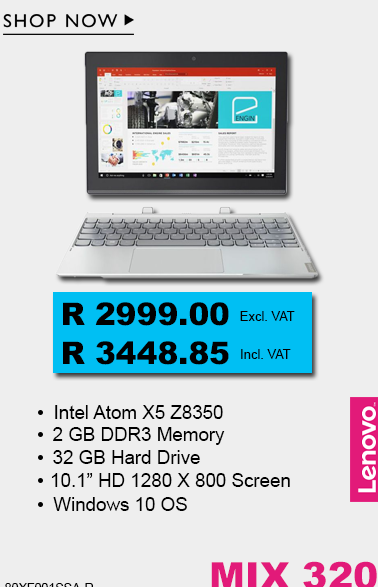 SHOP NOW
ENGIN
R 2999.00 Excl. VAT
R 3448.85 Incl. VAT
• Intel Atom X5 Z8350
• 2 GB DDR3 Memory
• 32 GB Hard Drive
• 10.1” HD 1280 X 800 Screen
• Windows 10 OS
Lenovo
MIX 320